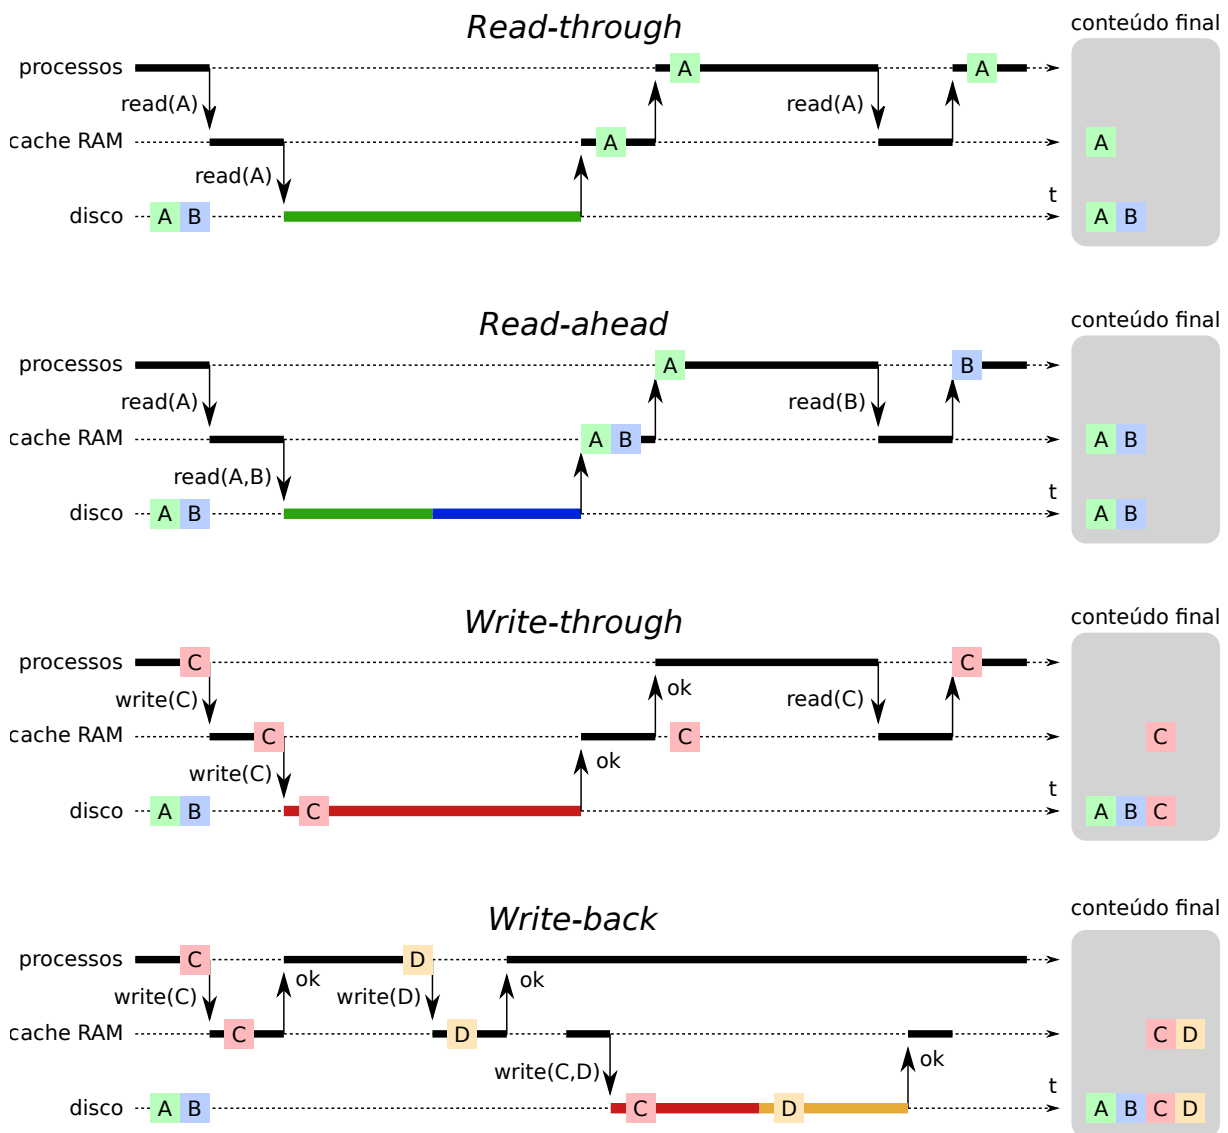 Read-through
conteúdo final
processos A A
read(A) read(A)
cache RAM A A
read(A)
t
disco A B A B
Read-ahead
conteúdo final
processos A B
read(A) read(B)
cache RAM A B A B
read(A,B)
t
disco A B A B
Write-through
conteúdo final
processos C C
write(C) ok read(C)
cache RAM C C C
write(C) ok
t
disco A B C A B C
Write-back
conteúdo final
processos C D
write(C) ok write(D) ok
cache RAM C D C D
write(C,D) ok
t
disco A B C D A B C D